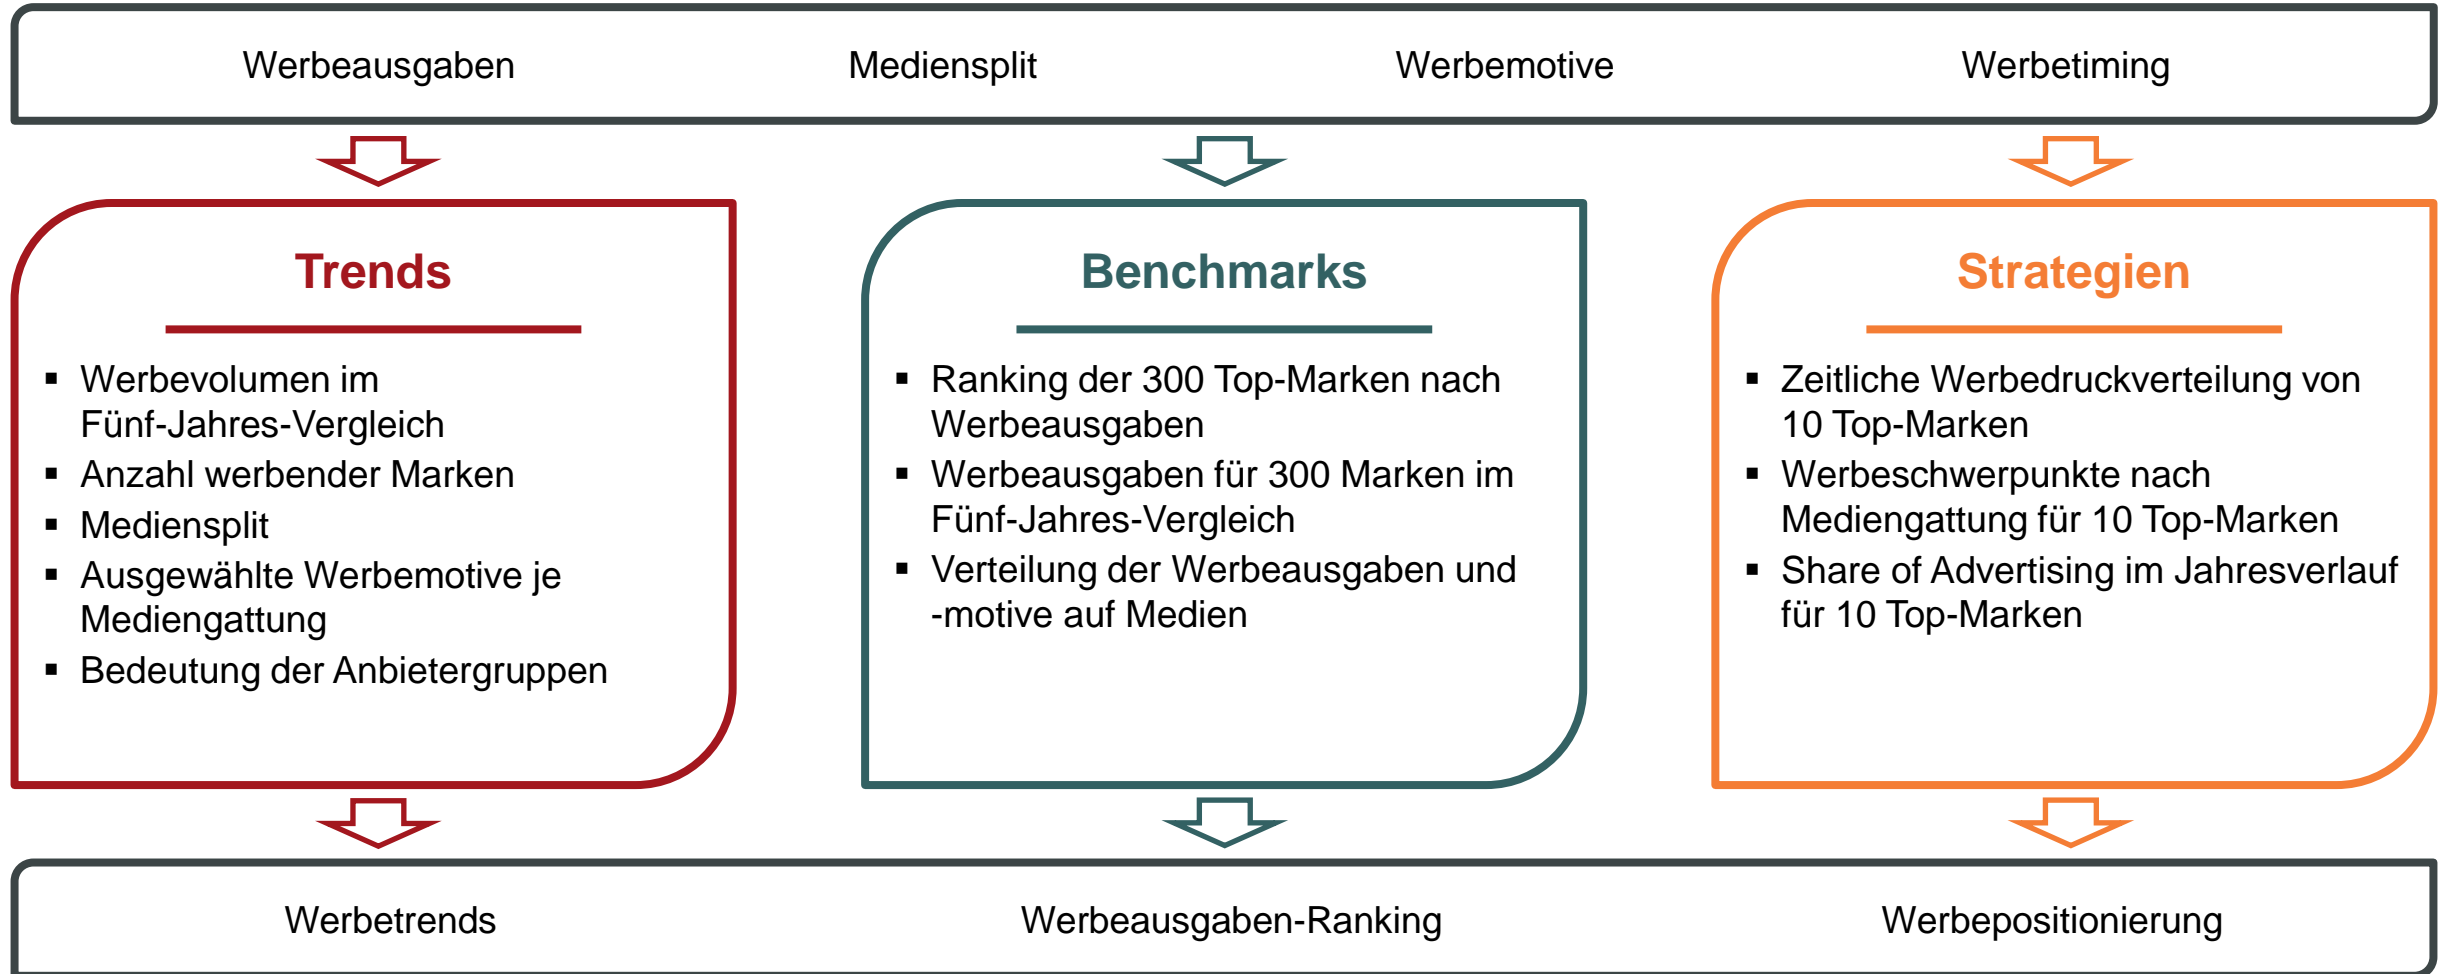 Werbeausgaben Mediensplit Werbemotive Werbetiming
Trends
▪ Werbevolumen im
Fünf-Jahres-Vergleich
▪ Anzahl werbender Marken
▪ Mediensplit
▪ Ausgewählte Werbemotive je
Mediengattung
▪ Bedeutung der Anbietergruppen
Benchmarks
▪ Ranking der 300 Top-Marken nach
Werbeausgaben
▪ Werbeausgaben für 300 Marken im
Fünf-Jahres-Vergleich
▪ Verteilung der Werbeausgaben und
-motive auf Medien
Strategien
▪ Zeitliche Werbedruckverteilung von
10 Top-Marken
▪ Werbeschwerpunkte nach
Mediengattung für 10 Top-Marken
▪ Share of Advertising im Jahresverlauf
für 10 Top-Marken
Werbetrends Werbeausgaben-Ranking Werbepositionierung